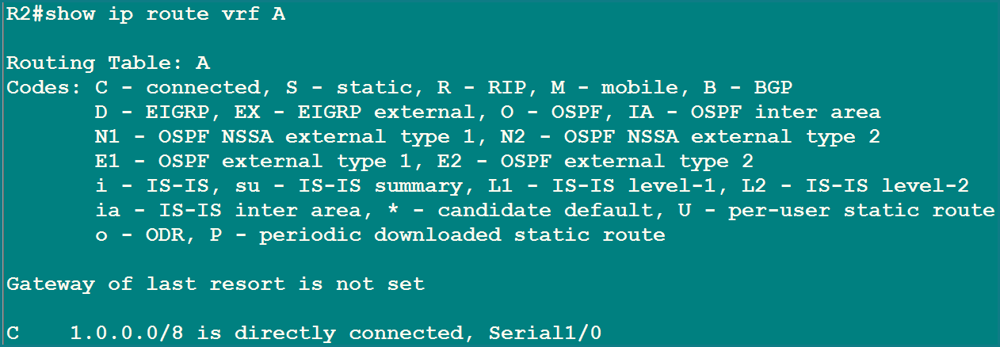 R2#show ip route vrf A
Routing Table: A
Codes: C - connected, S - static, R - RIP, M - mobile, B - BGP
D - EIGRP, EX - EIGRP external, O - OSPF, IA - OSPF inter area
N1 - OSPF NSSA external type 1, N2 - OSPF NSSA external type 2
E1 - OSPF external type 1, E2 - OSPF external type 2
i - IS-IS, su - IS-IS summary, L1 - IS-IS level-1, L2 - IS-IS level-2
ia - IS-IS inter area, * - candidate default, U - per-user static route
o - ODR, P - periodic downloaded static route
Gateway of last resort is not set
C    1.0.0.0/8 is directly connected, Serial1/0